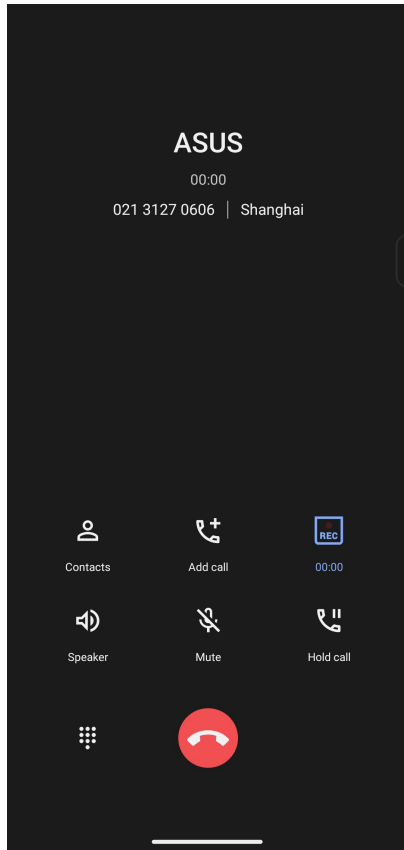 ASUS
00:00
021 3127 0606 | Shanghai
Contacts
Add call
REC
00:00
Speaker
Mute
Hold call